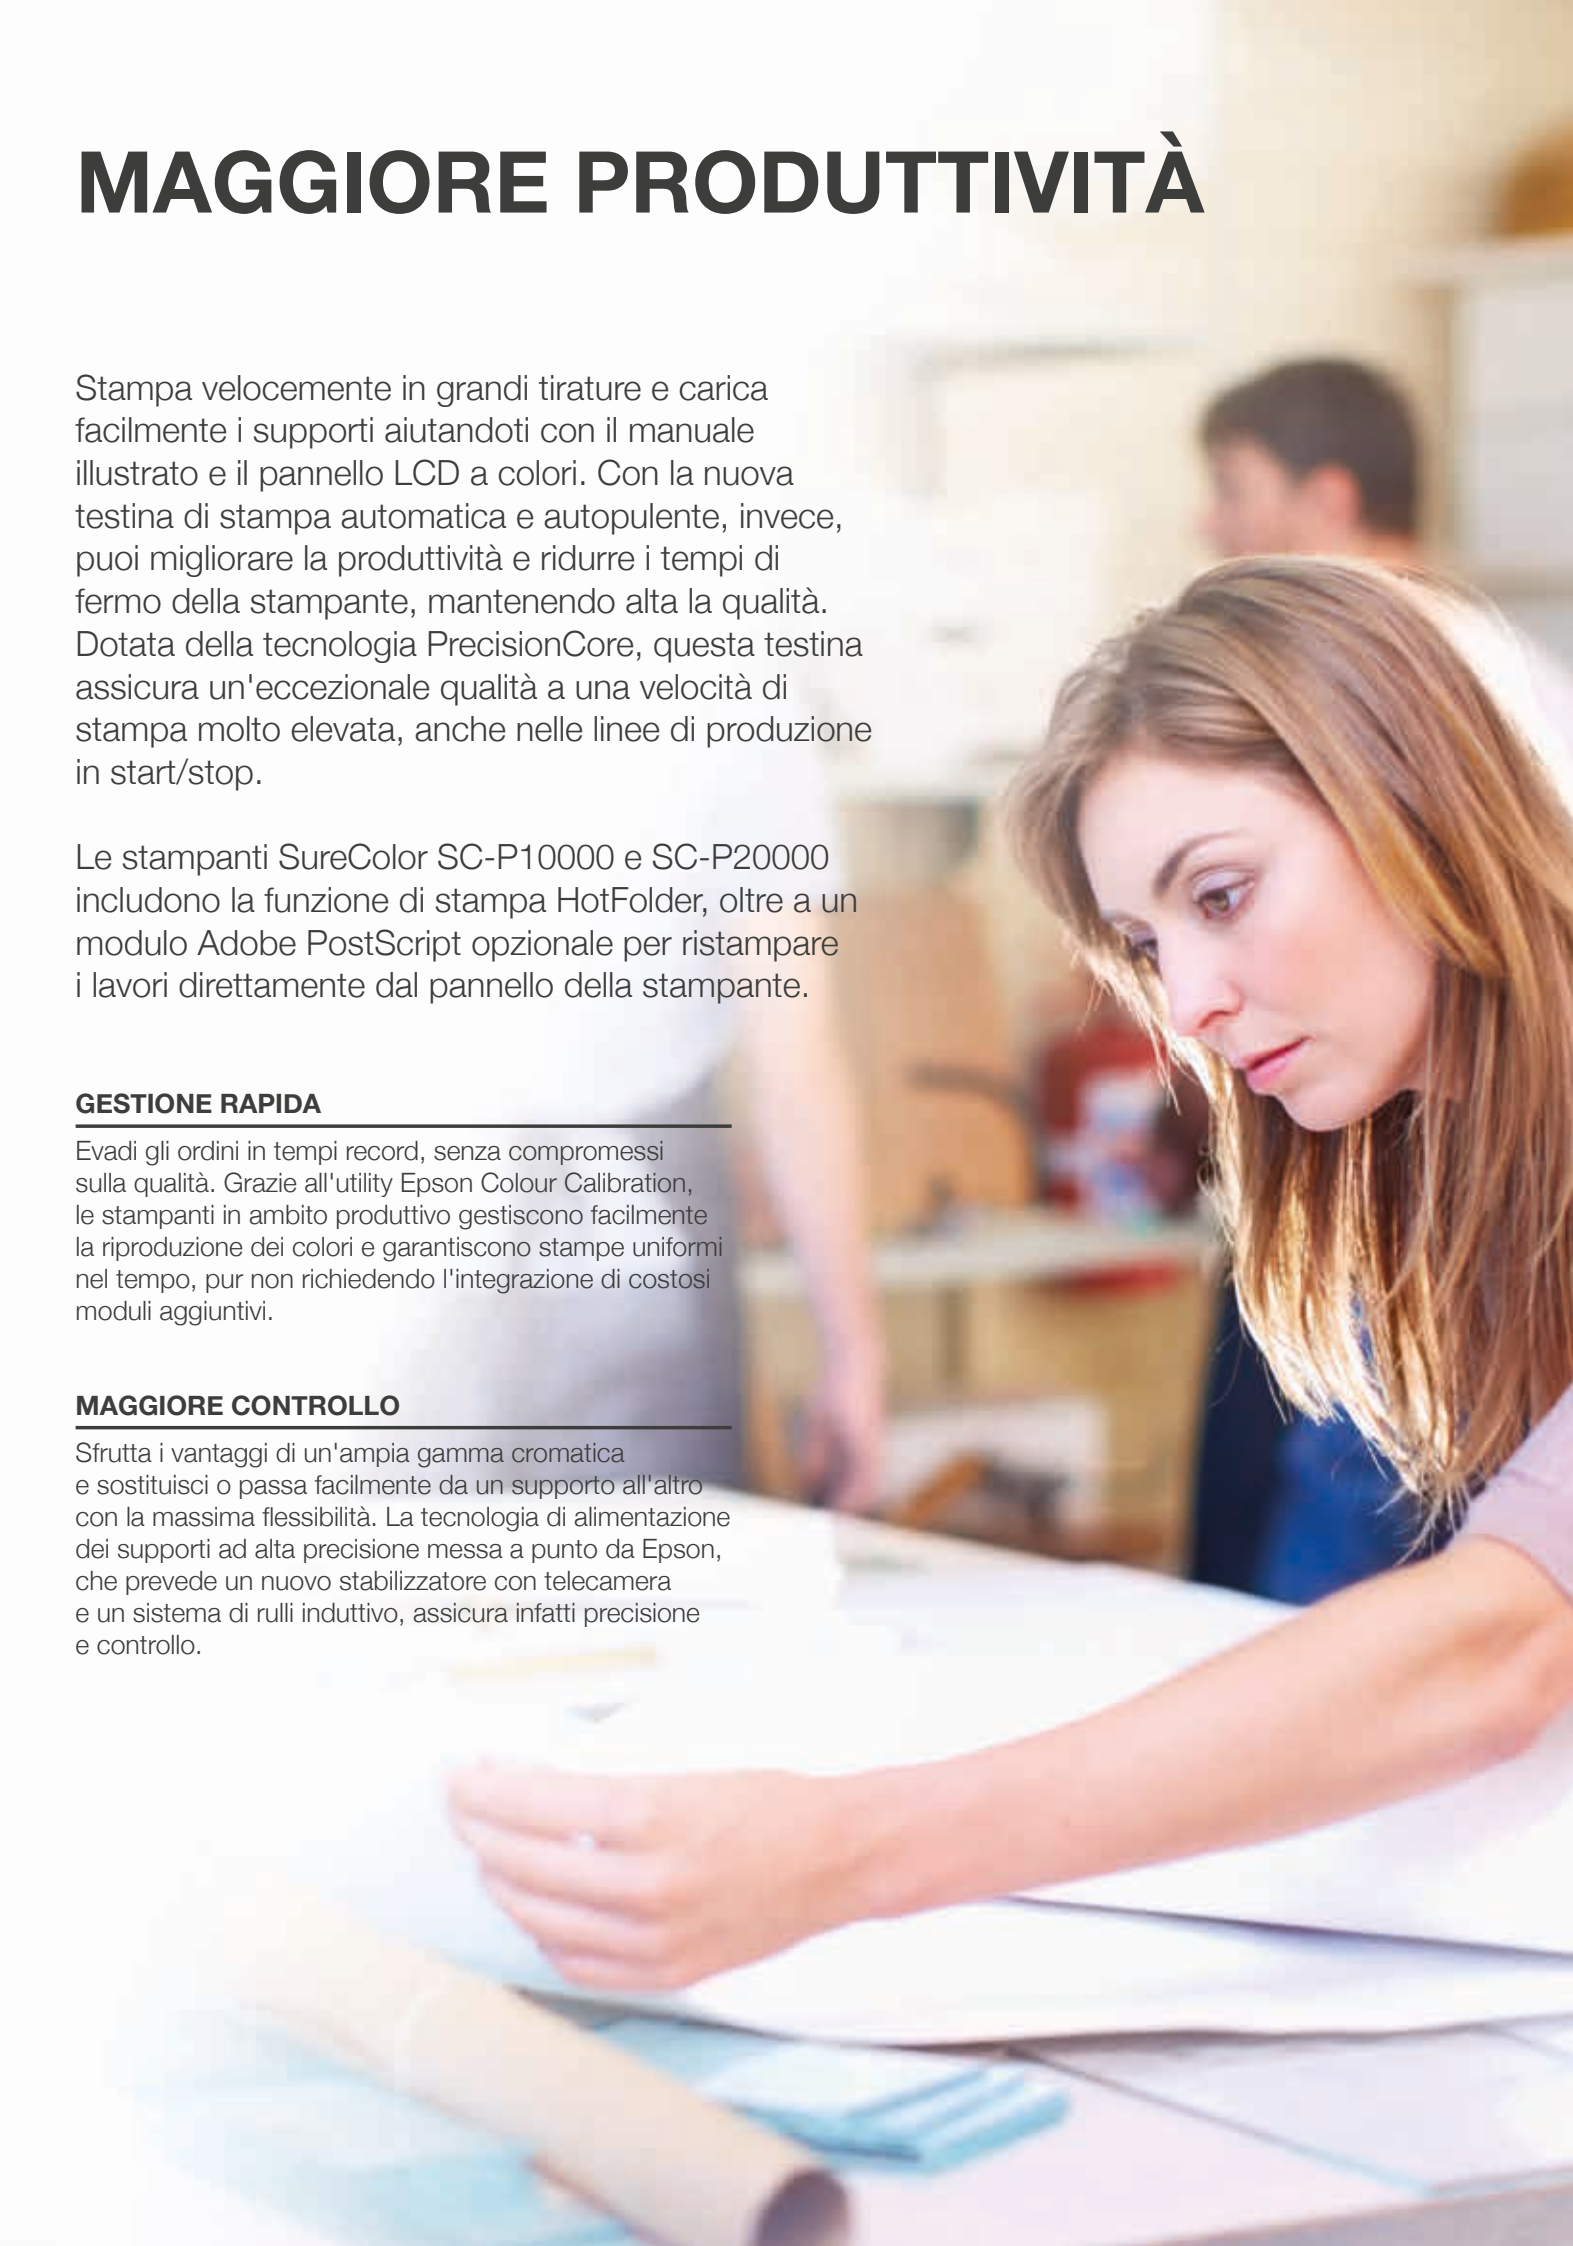 MAGGIORE PRODUTTIVITÀ
Stampa velocemente in grandi tirature e carica
facilmente i supporti aiutandoti con il manuale
illustrato e il pannello LCD a colori. Con la nuova
testina di stampa automatica e autopulente, invece,
puoi migliorare la produttività e ridurre i tempi di
fermo della stampante, mantenendo alta la qualità.
Dotata della tecnologia PrecisionCore, questa testina
assicura un'eccezionale qualità a una velocità di
stampa molto elevata, anche nelle linee di produzione
in start/stop.
Le stampanti SureColor SC-P10000 e SC-P20000
includono la funzione di stampa HotFolder, oltre a un
modulo Adobe PostScript opzionale per ristampare
i lavori direttamente dal pannello della stampante.
GESTIONE RAPIDA
Evadi gli ordini in tempi record, senza compromessi
sulla qualità. Grazie all'utility Epson Colour Calibration,
le stampanti in ambito produttivo gestiscono facilmente
la riproduzione dei colori e garantiscono stampe uniformi
nel tempo, pur non richiedendo l'integrazione di costosi
moduli aggiuntivi.
MAGGIORE CONTROLLO
Sfrutta i vantaggi di un'ampia gamma cromatica
e sostituisci o passa facilmente da un supporto all'altro
con la massima flessibilità. La tecnologia di alimentazione
dei supporti ad alta precisione messa a punto da Epson,
che prevede un nuovo stabilizzatore con telecamera
e un sistema di rulli induttivo, assicura infatti precisione
e controllo.